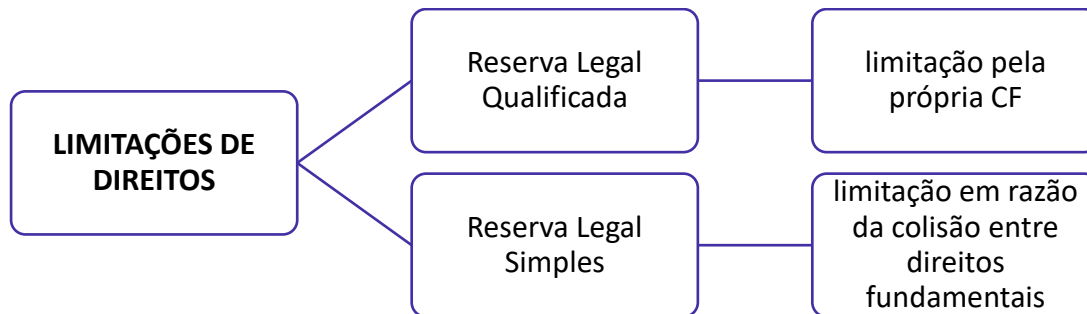 LIMITAÇÕES DE
DIREITOS
Reserva Legal
Qualificada
limitação pela
própria CF
Reserva Legal
Simples
limitação em razão
da colisão entre
direitos
fundamentais